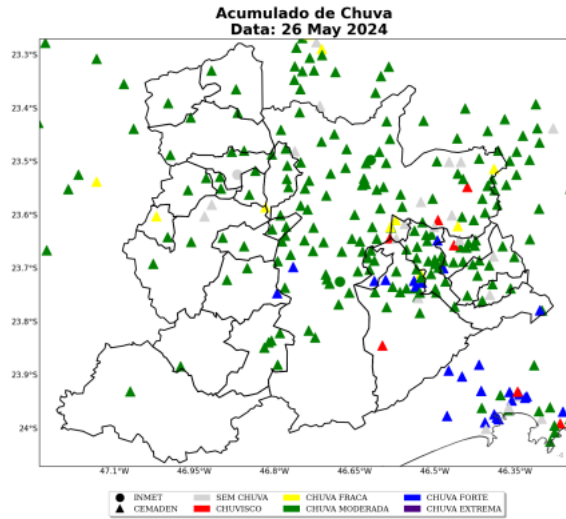 Acumulado de Chuva
Data: 26 May 2024
23.3°S
23.4°S
23.5°S
23.6°S
23.7°S
23.8°S
23.9°S
24°S
47.1°W 46.95°W 46.8°W 46.65°W 46.5°W 46.35°W
INMET SEM CHUVA CHUVA FRACA CHUVA FORTE
CEMADEN CHUVISCO CHUVA MODERADA CHUVA EXTREMA